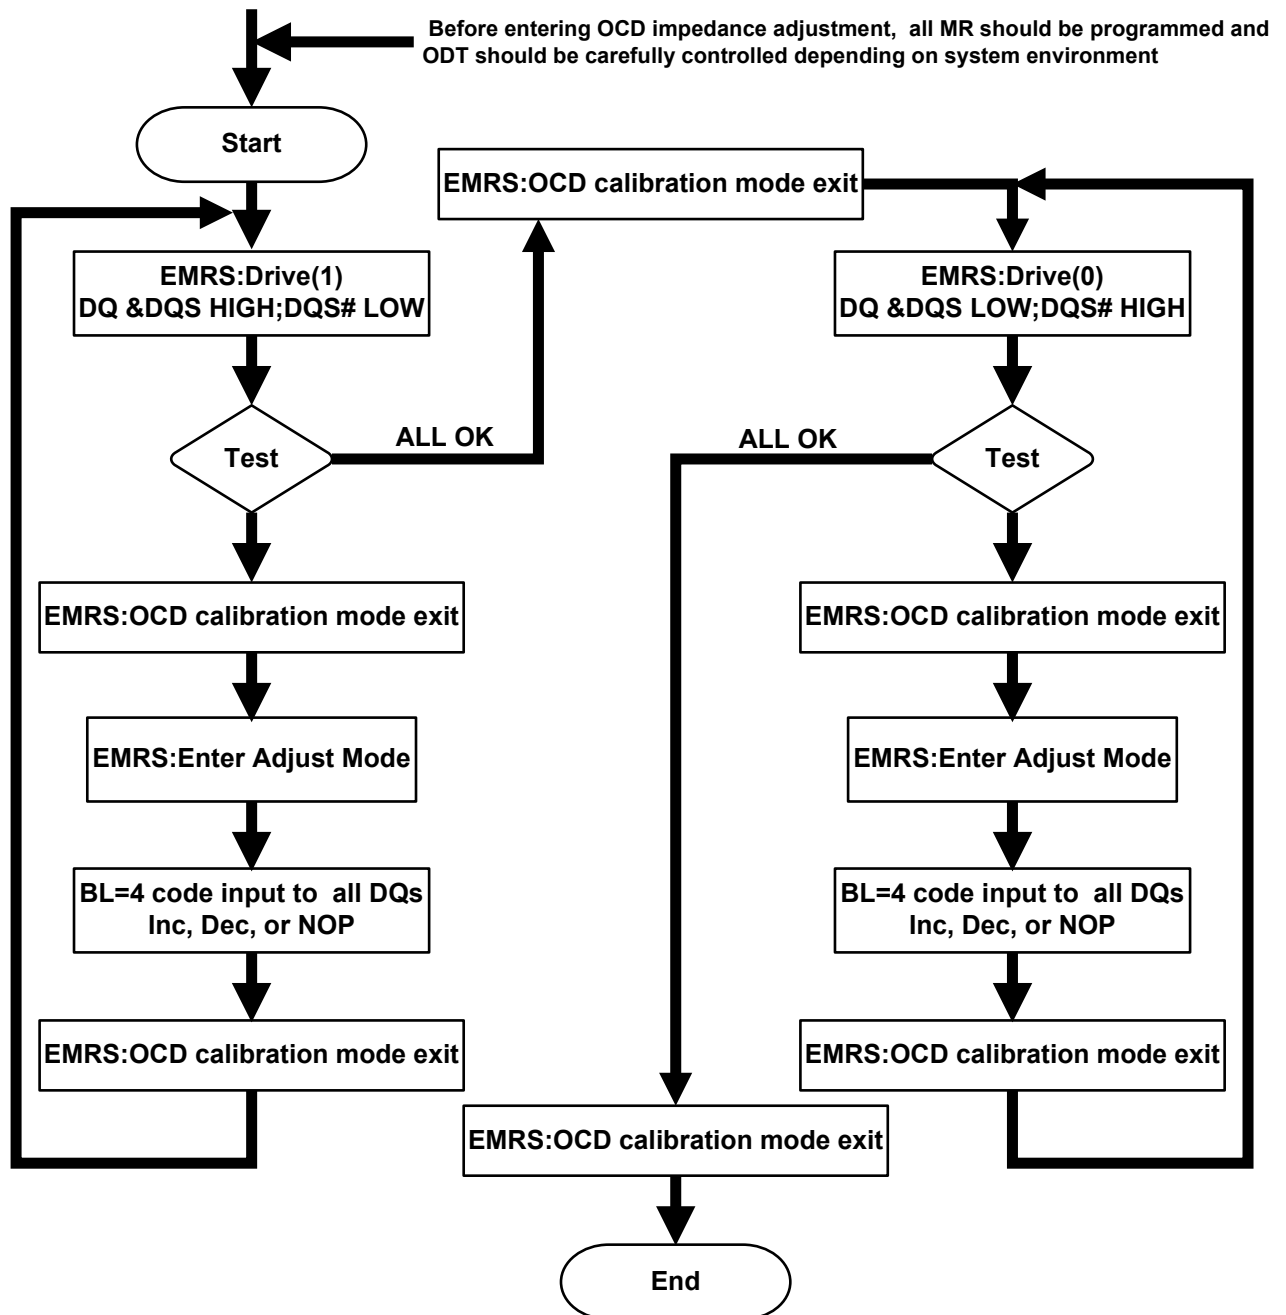 Before entering OCD impedance adjustment, all MR should be programmed and
ODT should be carefully controlled depending on system environment
Start
EMRS:OCD calibration mode exit
EMRS:Drive(1)
DQ &DQS HIGH;DQS# LOW
EMRS:Drive(0)
DQ &DQS LOW;DQS# HIGH
Test
ALL OK
ALL OK
Test
EMRS:OCD calibration mode exit
EMRS:OCD calibration mode exit
EMRS:Enter Adjust Mode
EMRS:Enter Adjust Mode
BL=4 code input to all DQs
Inc, Dec, or NOP
BL=4 code input to all DQs
Inc, Dec, or NOP
EMRS:OCD calibration mode exit
EMRS:OCD calibration mode exit
EMRS:OCD calibration mode exit
End